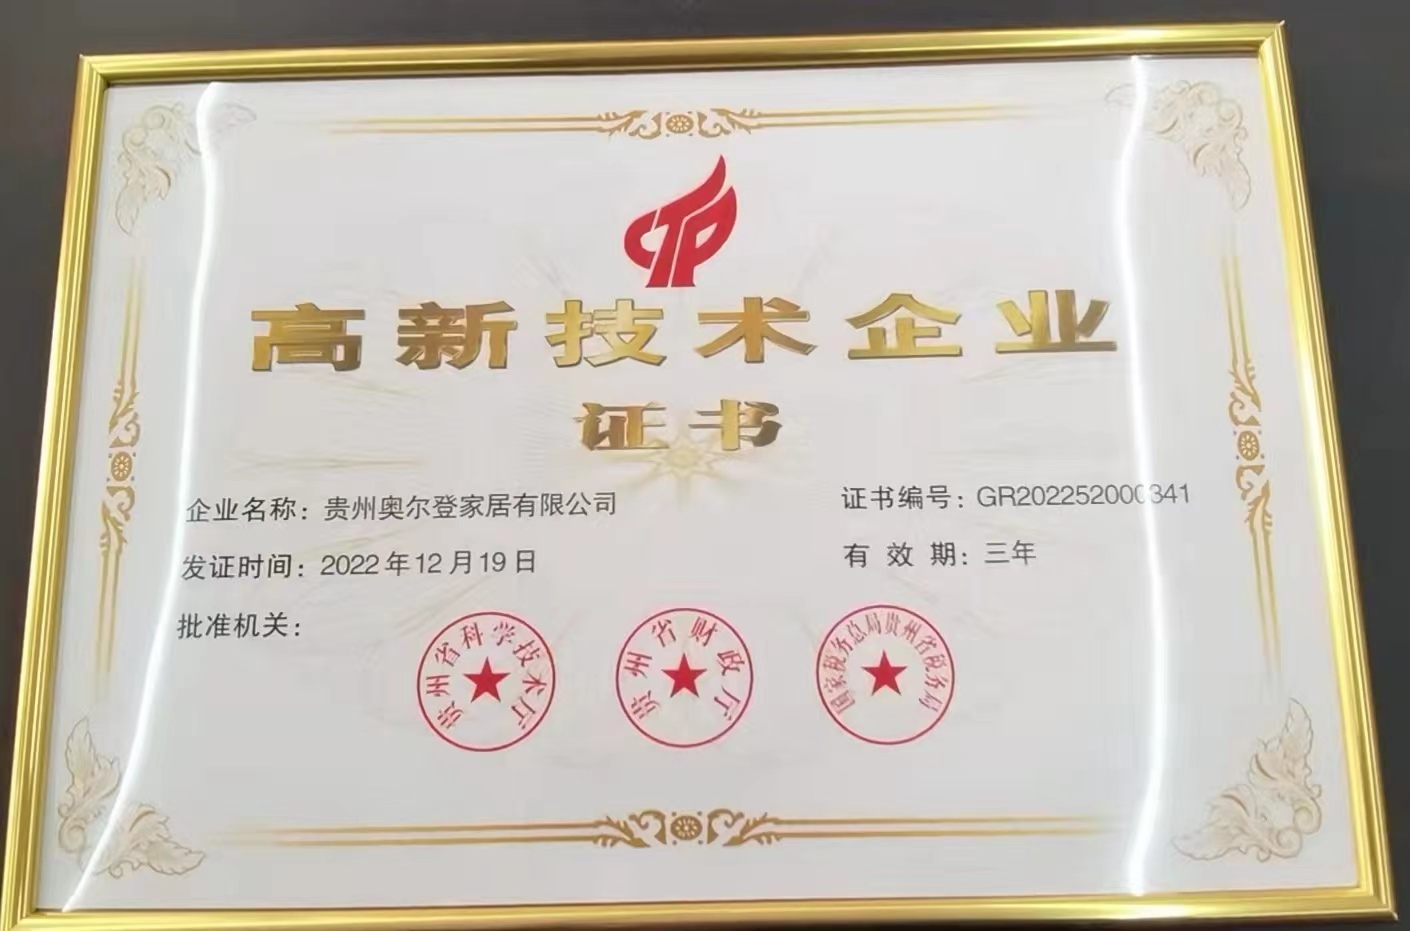 CTP
高新技术企业
证书
企业名称：贵州奥尔登家居有限公司
证书编号：GR202252000341
发证时间：2022年12月19日
有效期：三年
批准机关：
贵州省科学技术厅
贵州省财政厅
国家税务总局贵州省税务局